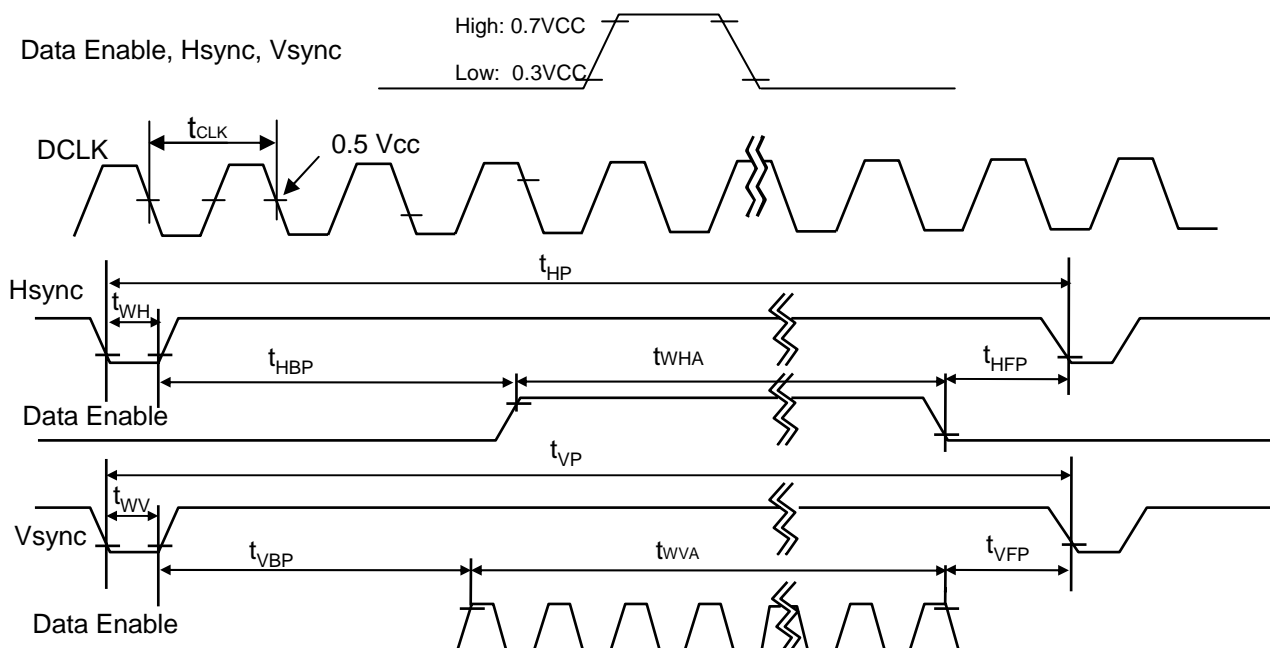 High: 0.7VCC
Data Enable, Hsync, Vsync
Low: 0.3VCC
tCLK
0.5 Vcc
DCLK
tHP
Hsync
tWH
tHBP
tWHA
tHFP
Data Enable
tVP
tWV
Vsync
tVBP
tWVA
tVFP
Data Enable